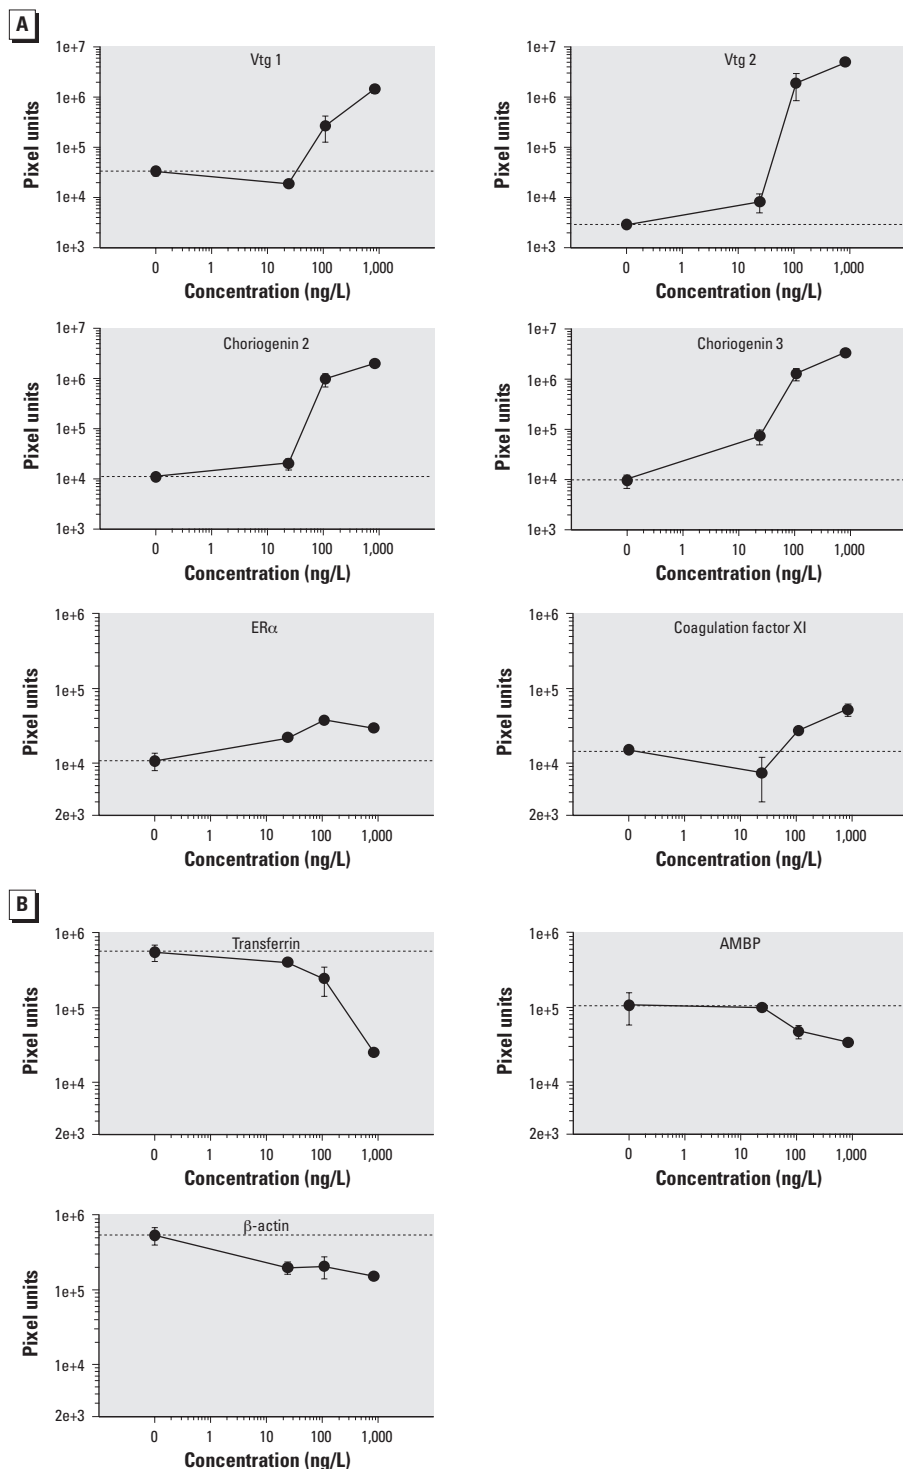 A
Vtg 1
1e+7
1e+6
1e+5
1e+4
1e+3
Pixel units
0 1 10 100 1,000
Concentration (ng/L)
Vtg 2
1e+7
1e+6
1e+5
1e+4
1e+3
Pixel units
0 1 10 100 1,000
Concentration (ng/L)
Choriogenin 2
1e+7
1e+6
1e+5
1e+4
1e+3
Pixel units
0 1 10 100 1,000
Concentration (ng/L)
Choriogenin 3
1e+7
1e+6
1e+5
1e+4
1e+3
Pixel units
0 1 10 100 1,000
Concentration (ng/L)
ERα
1e+6
1e+5
1e+4
2e+3
Pixel units
0 1 10 100 1,000
Concentration (ng/L)
Coagulation factor XI
1e+6
1e+5
1e+4
2e+3
Pixel units
0 1 10 100 1,000
Concentration (ng/L)
B
Transferrin
1e+6
1e+5
1e+4
2e+3
Pixel units
0 1 10 100 1,000
Concentration (ng/L)
AMBP
1e+6
1e+5
1e+4
2e+3
Pixel units
0 1 10 100 1,000
Concentration (ng/L)
β-actin
1e+6
1e+5
1e+4
2e+3
Pixel units
0 1 10 100 1,000
Concentration (ng/L)